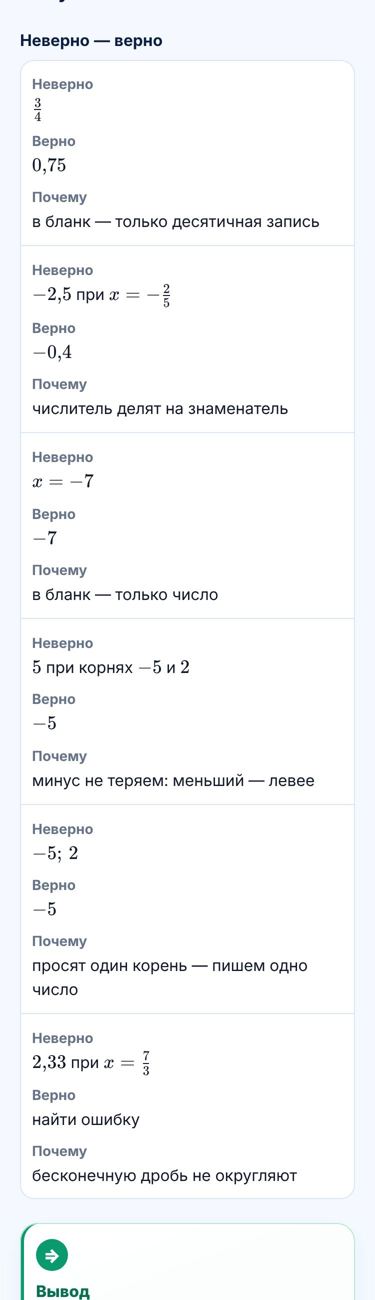 Неверно — верно
Неверно
3/4
Верно
0,75
Почему
в бланк — только десятичная запись
Неверно
−2,5 при x = −2/5
Верно
−0,4
Почему
числитель делят на знаменатель
Неверно
x = −7
Верно
−7
Почему
в бланк — только число
Неверно
5 при корнях −5 и 2
Верно
−5
Почему
минус не теряем: меньший — левее
Неверно
−5; 2
Верно
−5
Почему
просят один корень — пишем одно
число
Неверно
2,33 при x = 7/3
Верно
найти ошибку
Почему
бесконечную дробь не округляют
Вывод